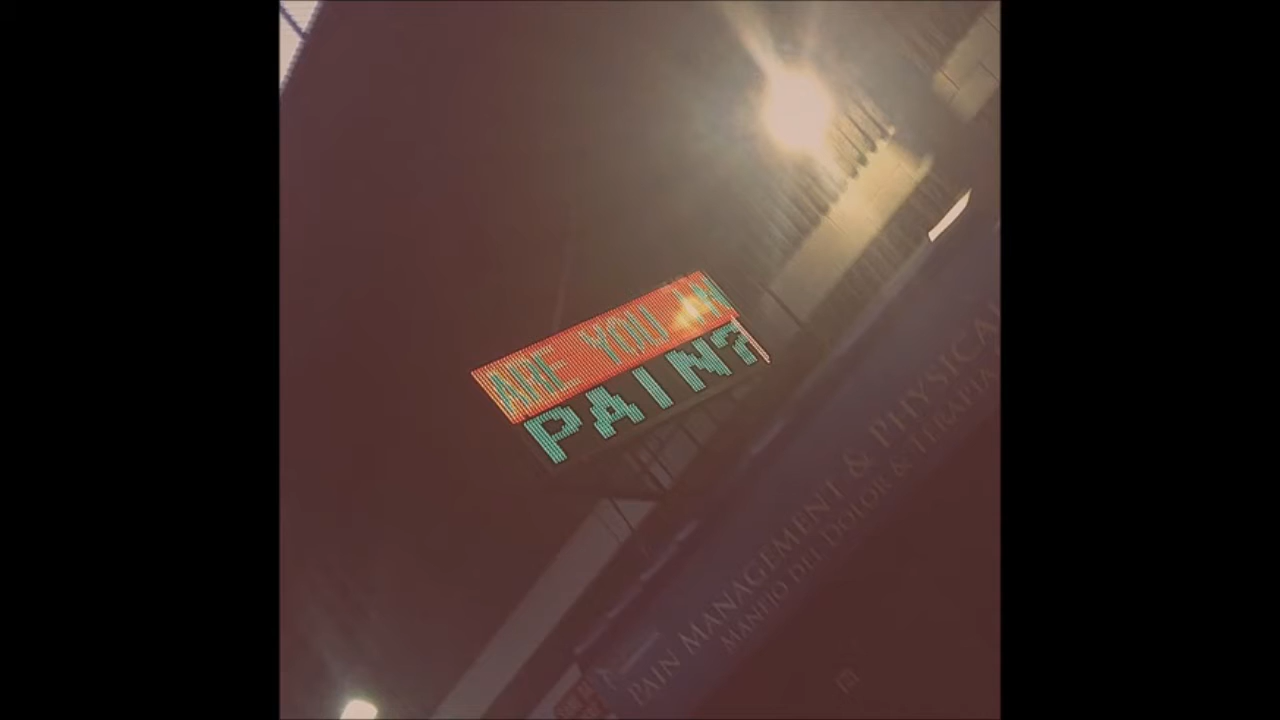 ARE YOU IN
PAIN?
PAIN MANAGEMENT & PHYSICAL
MANEJO DEL DOLOR & TERAPIA